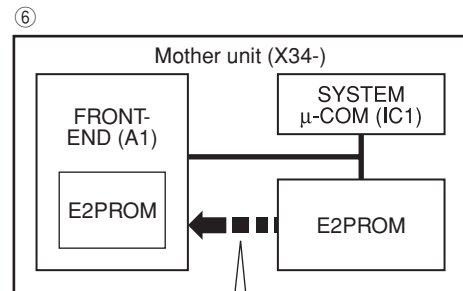 ⑥
Mother unit (X34-)
FRONT-
END (A1)
E2PROM
SYSTEM
μ-COM (IC1)
E2PROM